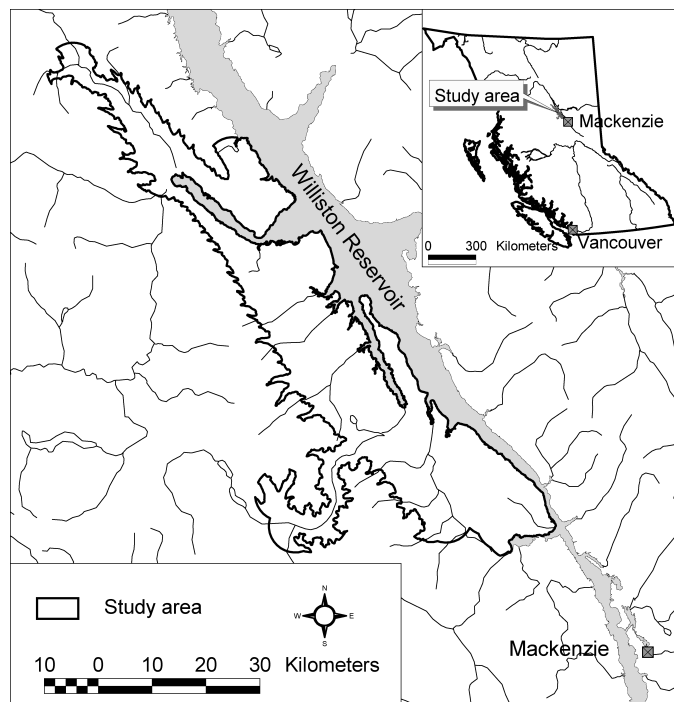 Study area
Mackenzie
Vancouver
0 300 Kilometers
Williston Reservoir
Study area
N
W E
S
10 0 10 20 30 Kilometers
Mackenzie